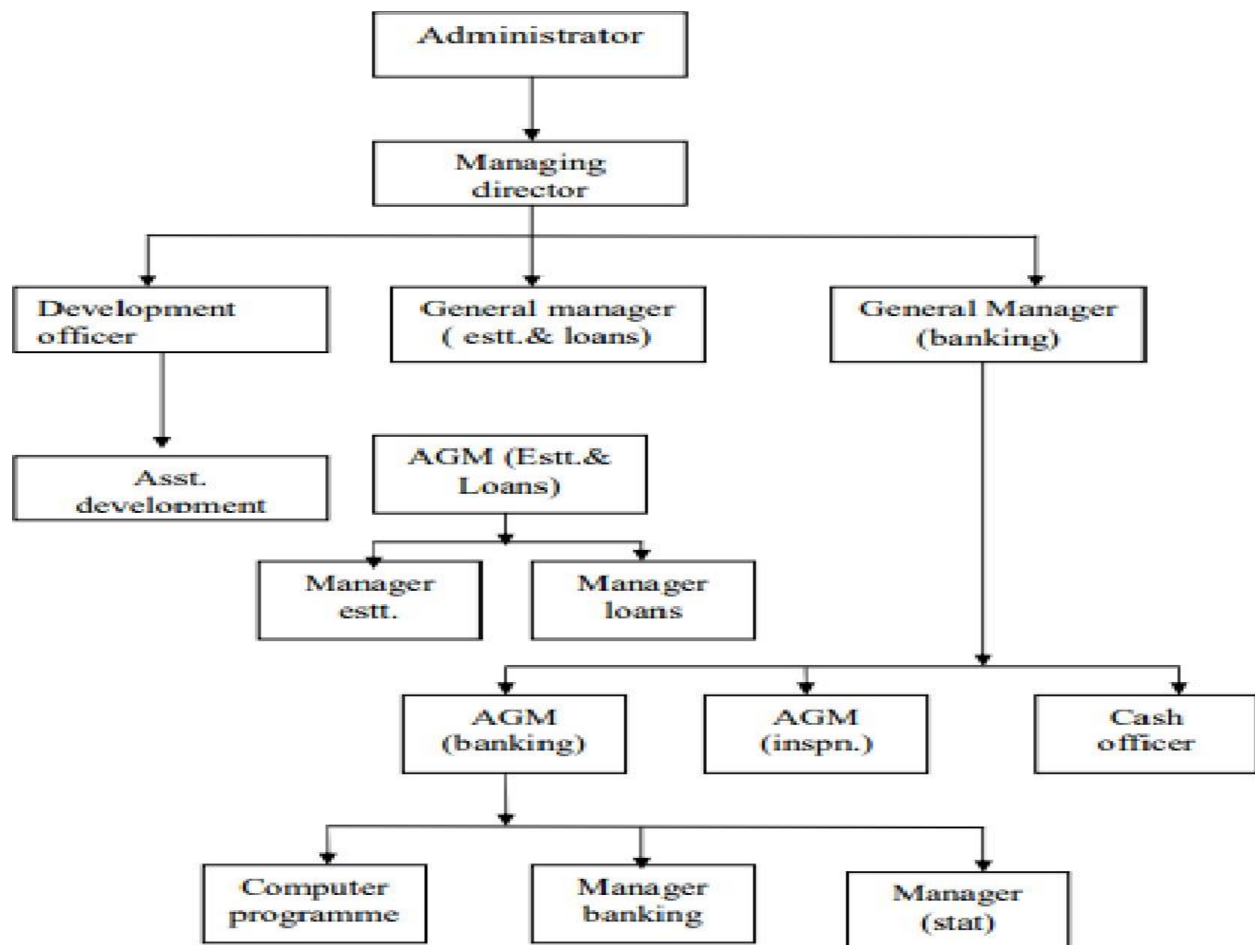 Administrator
Managing
director
Development
officer
General manager
( estt.& loans)
General Manager
(banking)
Asst.
development
AGM (Estt.&
Loans)
Manager
estt.
Manager
loans
AGM
(banking)
AGM
(inspn.)
Cash
officer
Computer
programme
Manager
banking
Manager
(stat)